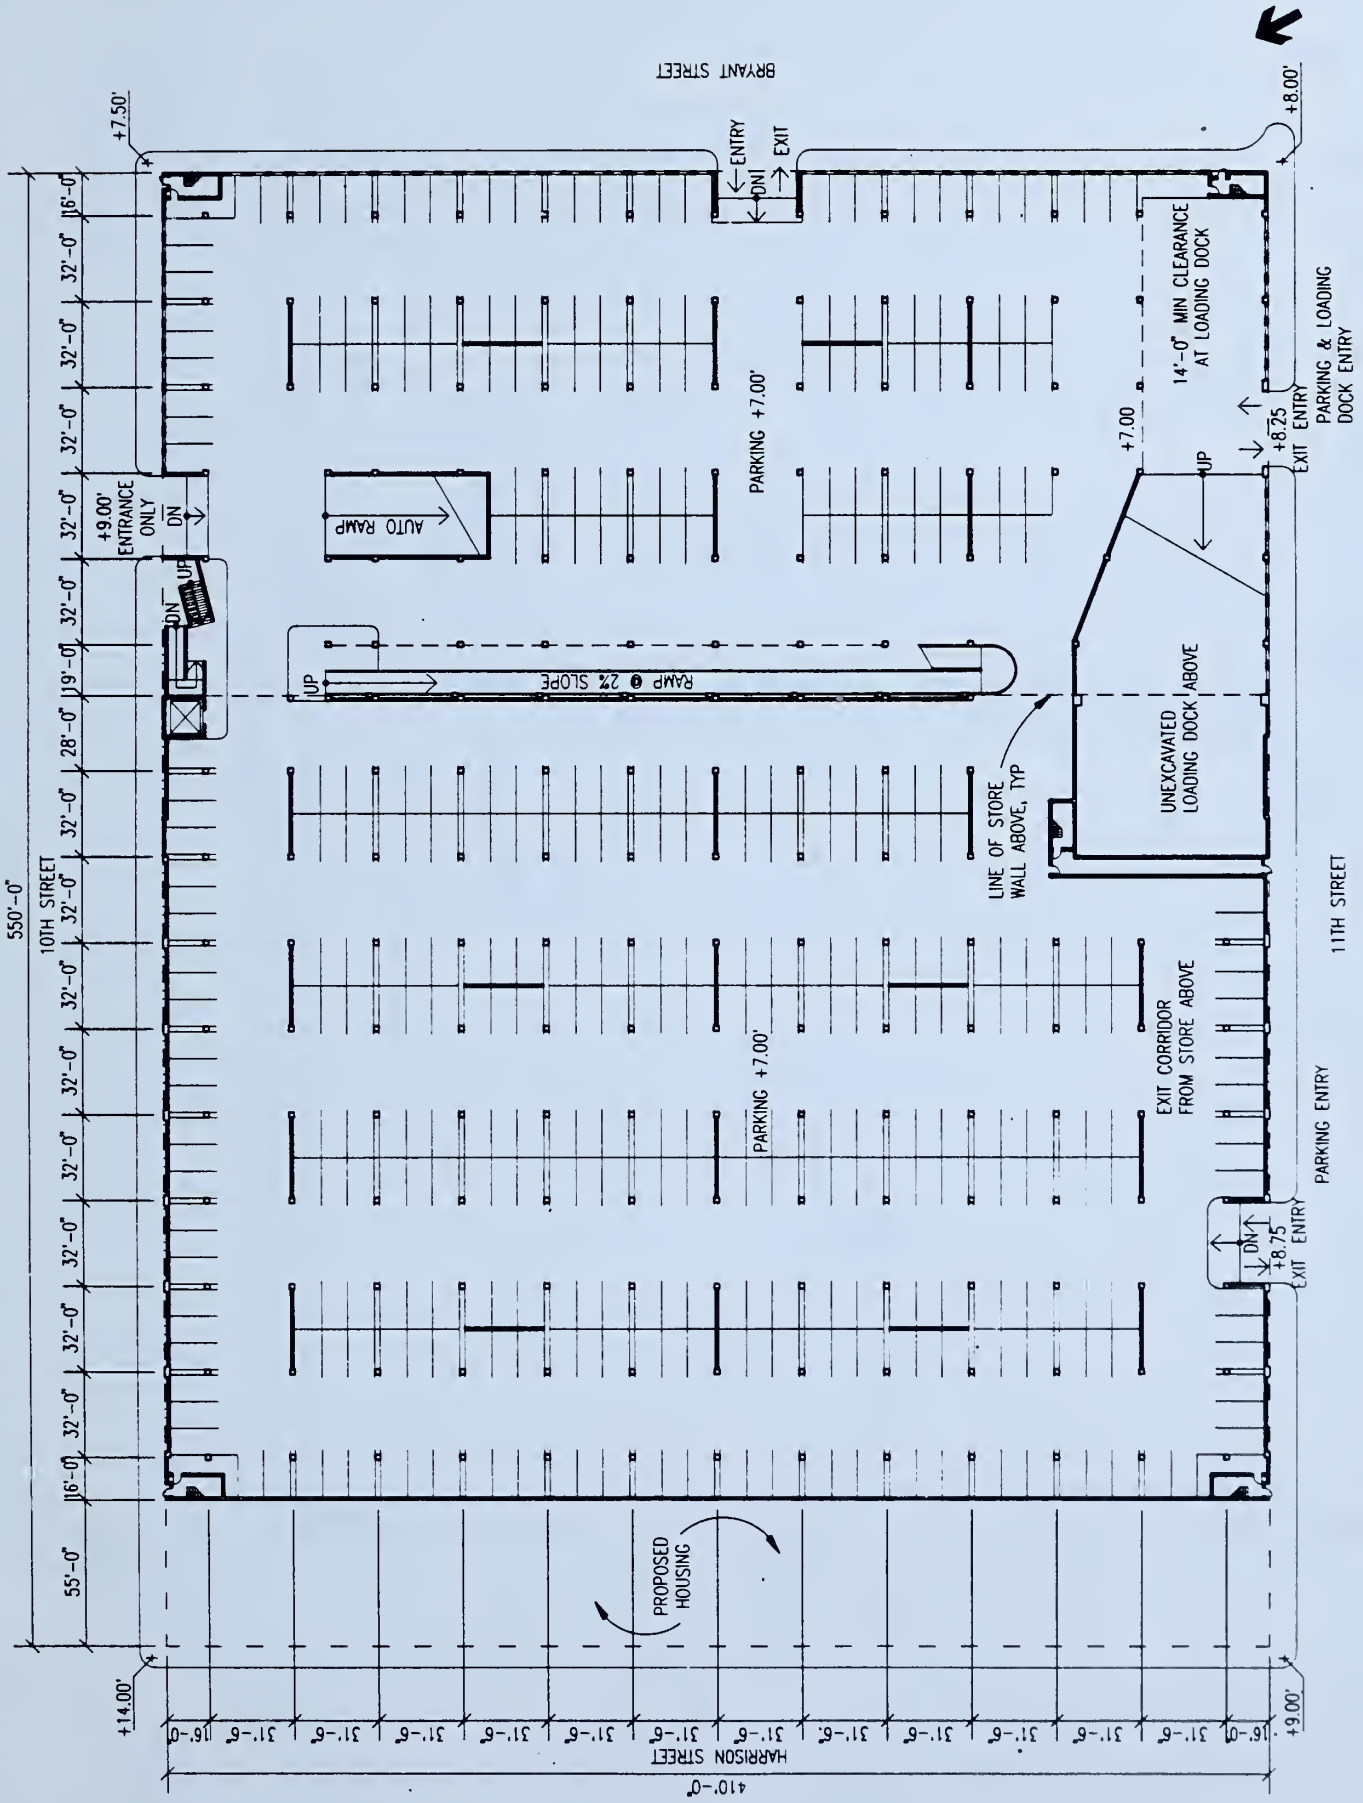 BRYANT STREET
+7.50'
+8.00'
550'-0"
10TH STREET
16'-0"
32'-0"
32'-0"
32'-0"
32'-0"
32'-0"
19'-0"
28'-0"
32'-0"
32'-0"
32'-0"
32'-0"
32'-0"
32'-0"
32'-0"
32'-0"
16'-0"
55'-0"
ENTRY
EXIT
DN
14'-0" MIN CLEARANCE
AT LOADING DOCK
PARKING & LOADING
DOCK ENTRY
+9.00'
ENTRANCE
ONLY
DN
AUTO RAMP
PARKING +7.00'
+7.00
UP
+8.25
EXIT ENTRY
UP
DN
UP
RAMP @ 2% SLOPE
LINE OF STORE
WALL ABOVE, TYP
UNEXCAVATED
LOADING DOCK ABOVE
11TH STREET
EXIT CORRIDOR
FROM STORE ABOVE
PARKING +7.00'
PARKING ENTRY
DN
+8.75
EXIT ENTRY
PROPOSED
HOUSING
+14.00'
+9.00'
16'-0"
31'-6"
31'-6"
31'-6"
31'-6"
31'-6"
31'-6"
31'-6"
31'-6"
31'-6"
31'-6"
31'-6"
31'-6"
16'-0"
HARRISON STREET
410'-0"